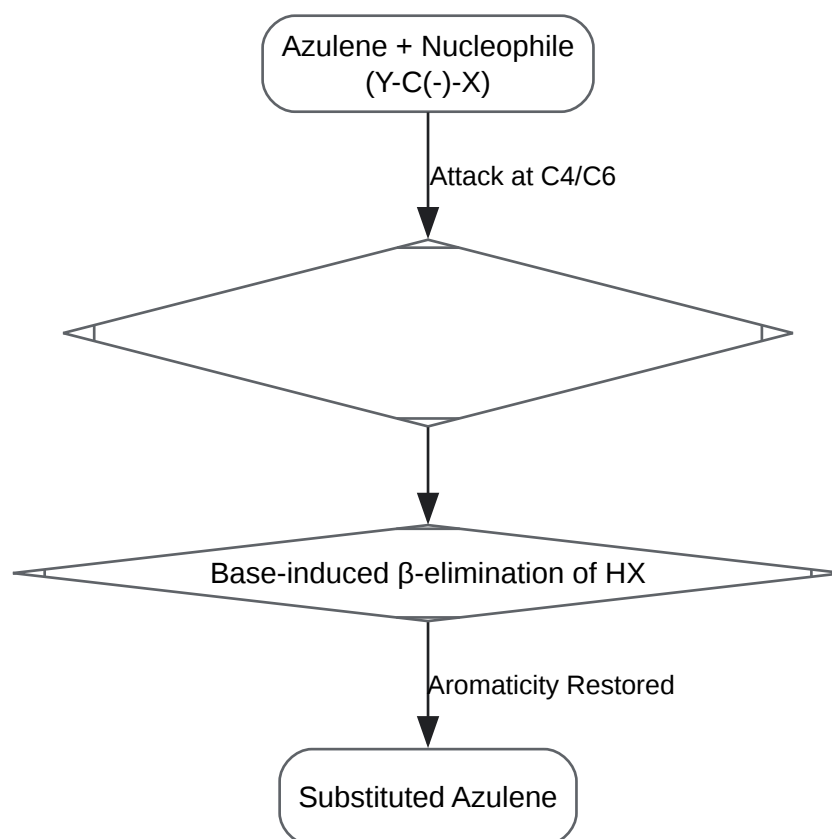 Azulene + Nucleophile
(Y-C(-)-X)
Attack at C4/C6
Base-induced β-elimination of HX
Aromaticity Restored
Substituted Azulene